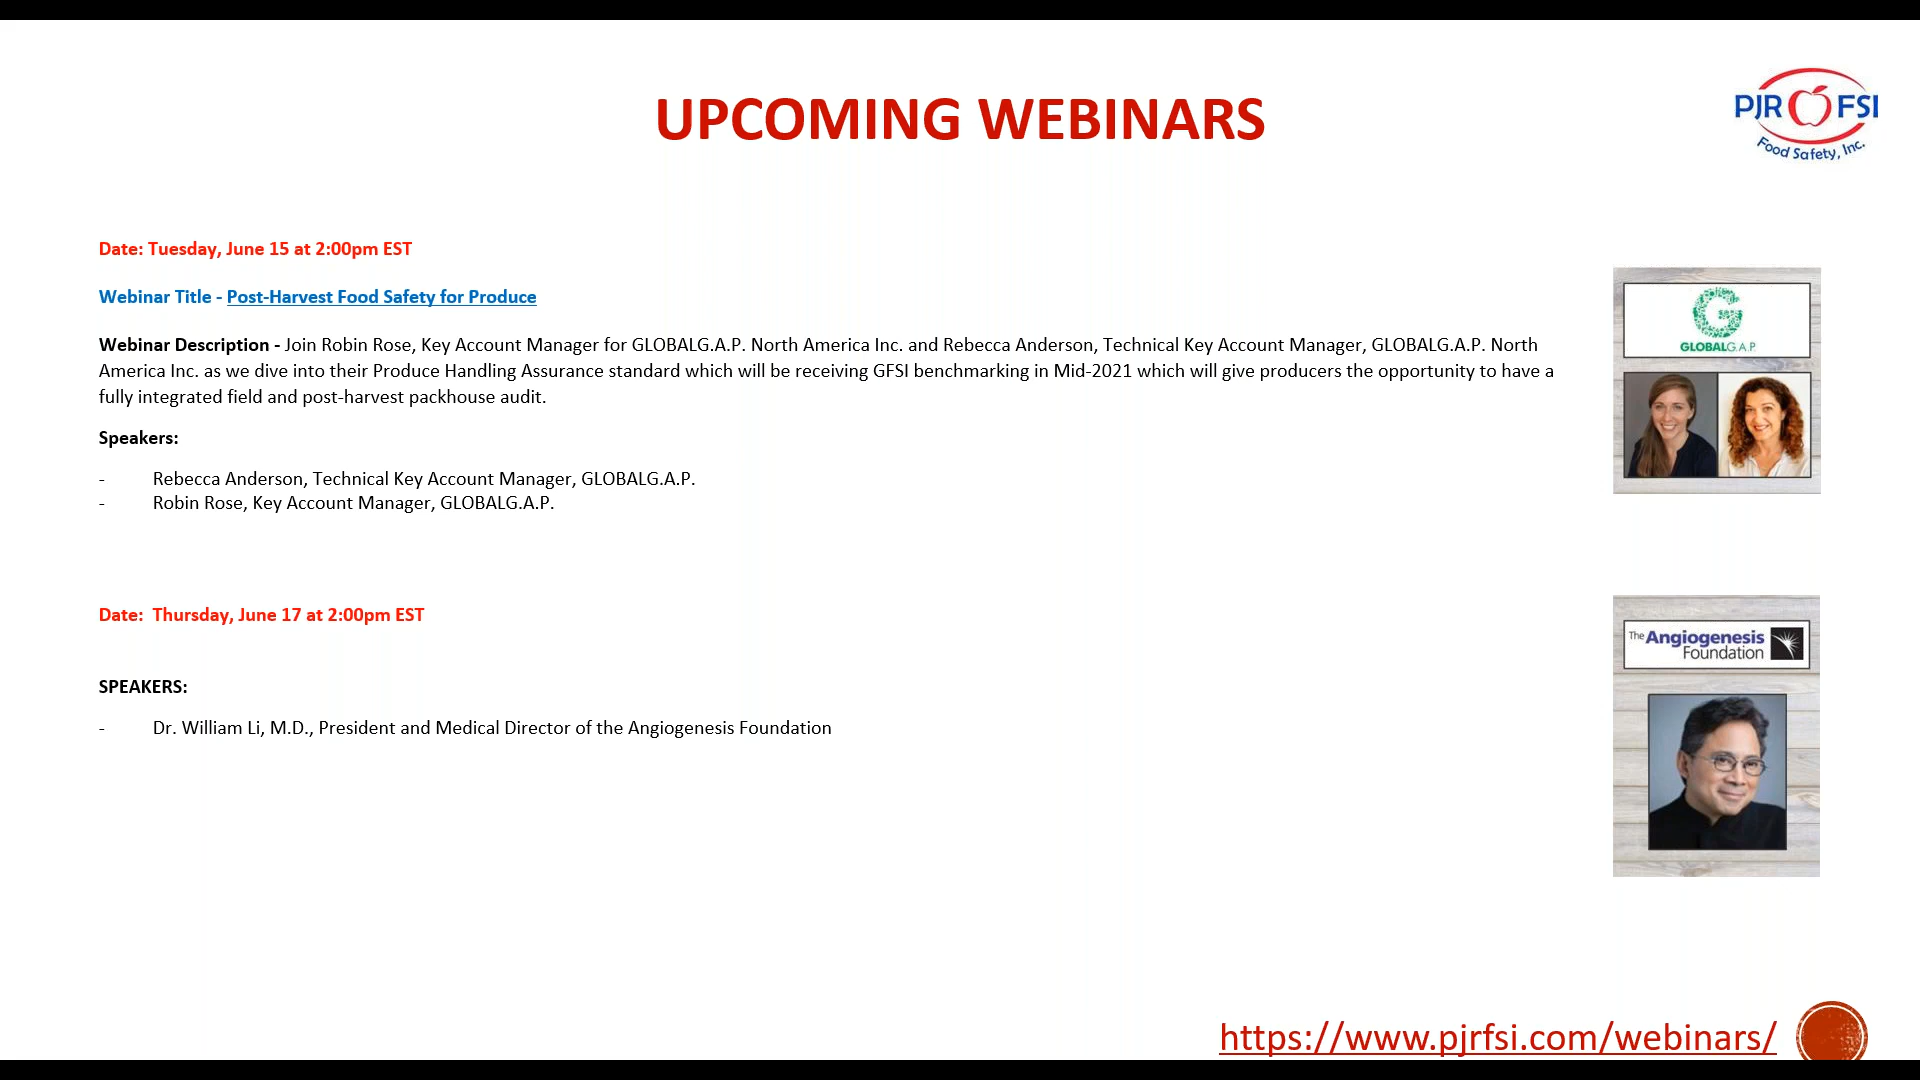 UPCOMING WEBINARS
PJR FSI
Food Safety, Inc.
Date: Tuesday, June 15 at 2:00pm EST
Webinar Title - Post-Harvest Food Safety for Produce
Webinar Description - Join Robin Rose, Key Account Manager for GLOBALG.A.P. North America Inc. and Rebecca Anderson, Technical Key Account Manager, GLOBALG.A.P. North
America Inc. as we dive into their Produce Handling Assurance standard which will be receiving GFSI benchmarking in Mid-2021 which will give producers the opportunity to have a
fully integrated field and post-harvest packhouse audit.
Speakers:
- Rebecca Anderson, Technical Key Account Manager, GLOBALG.A.P.
- Robin Rose, Key Account Manager, GLOBALG.A.P.
GLOBALG.A.P.
Date: Thursday, June 17 at 2:00pm EST
SPEAKERS:
- Dr. William Li, M.D., President and Medical Director of the Angiogenesis Foundation
The Angiogenesis
Foundation
https://www.pjrfsi.com/webinars/